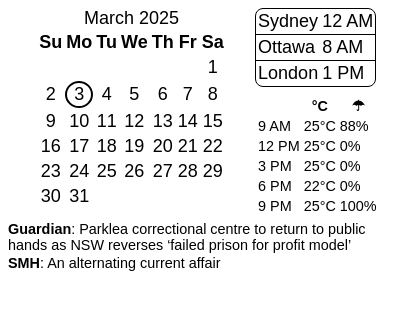 March 2025
Su Mo Tu We Th Fr Sa
1
2 3 4 5 6 7 8
9 10 11 12 13 14 15
16 17 18 19 20 21 22
23 24 25 26 27 28 29
30 31
Sydney 12 AM
Ottawa 8 AM
London 1 PM
°C ☂
9 AM 25°C 88%
12 PM 25°C 0%
3 PM 25°C 0%
6 PM 22°C 0%
9 PM 25°C 100%
Guardian: Parklea correctional centre to return to public
hands as NSW reverses ‘failed prison for profit model’
SMH: An alternating current affair